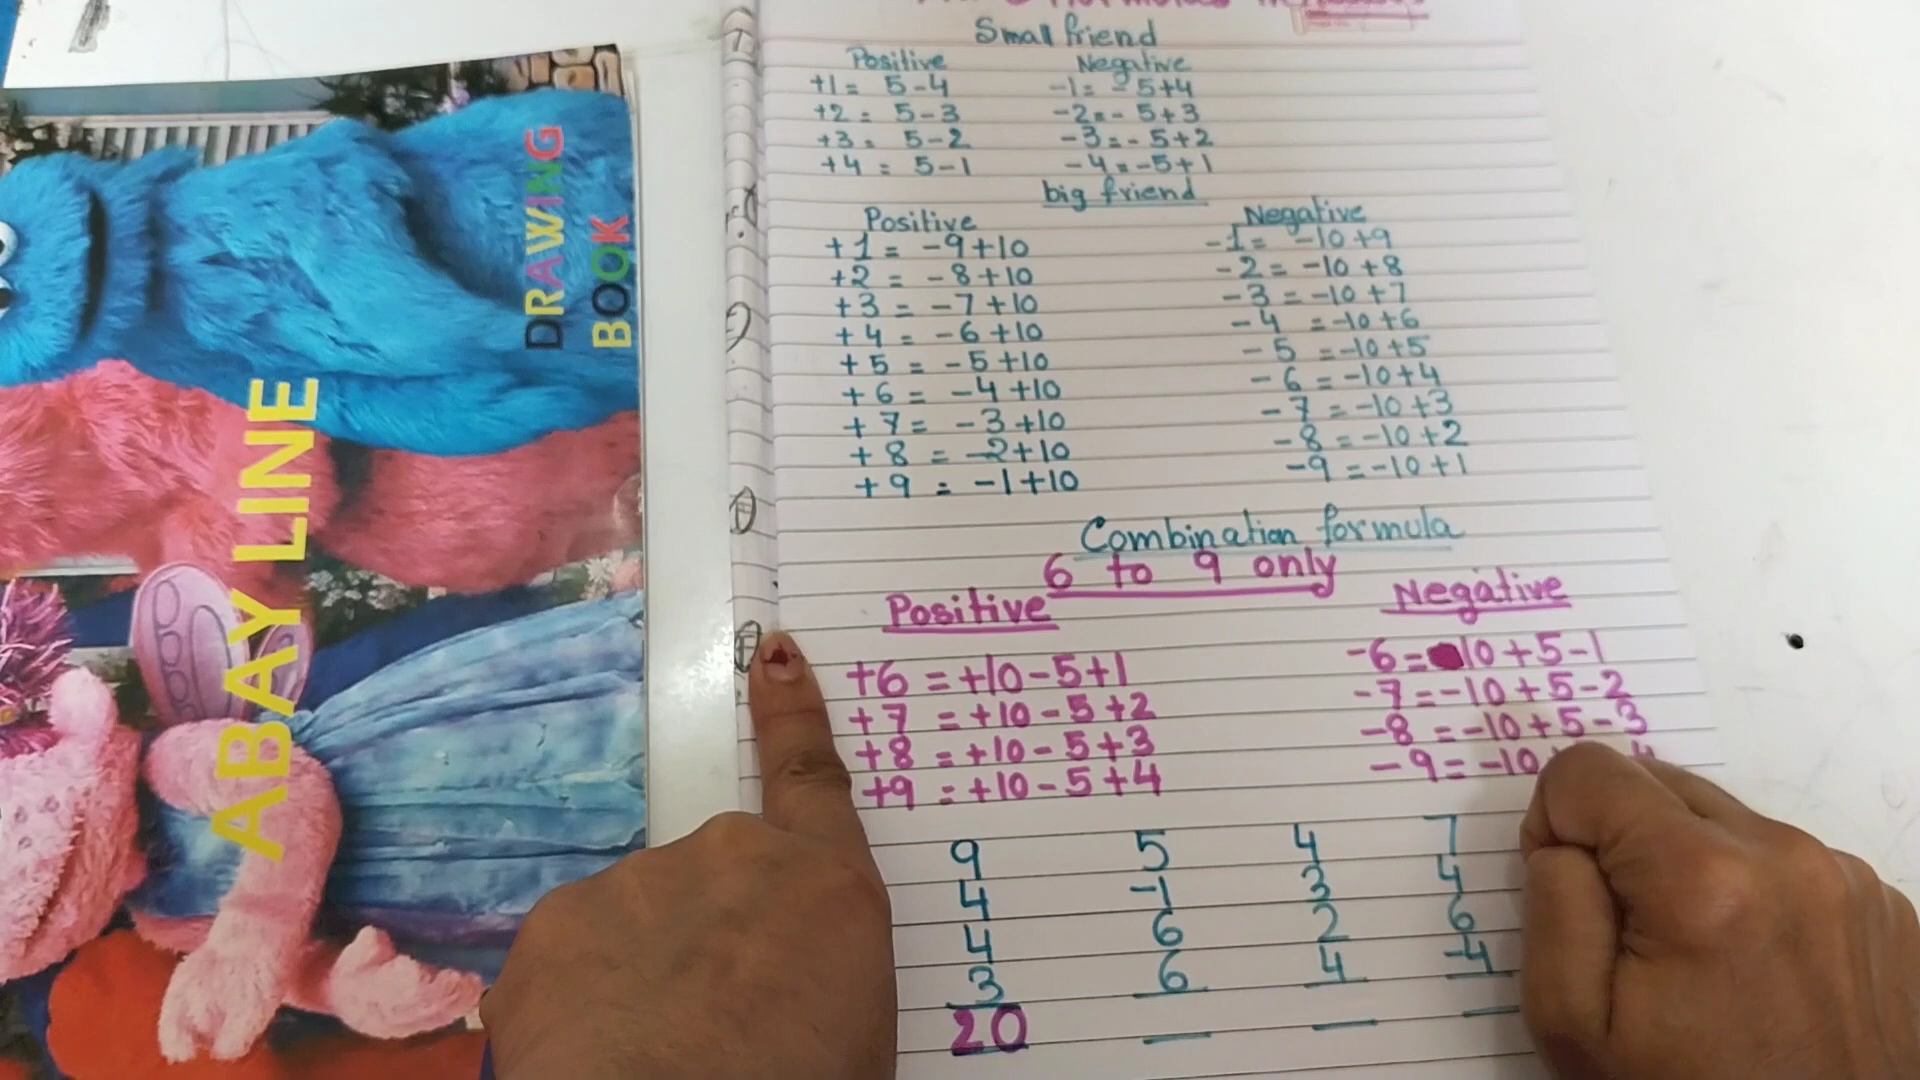 Small friend
Positive Negative
+1 = 5-4 -1 = -5+4
+2 = 5-3 -2 = -5+3
+3 = 5-2 -3 = -5+2
+4 = 5-1 -4 = -5+1
big friend
Positive Negative
+1 = -9+10 -1 = -10+9
+2 = -8+10 -2 = -10+8
+3 = -7+10 -3 = -10+7
+4 = -6+10 -4 = -10+6
+5 = -5+10 -5 = -10+5
+6 = -4+10 -6 = -10+4
+7 = -3+10 -7 = -10+3
+8 = -2+10 -8 = -10+2
+9 = -1+10 -9 = -10+1
Combination formula
6 to 9 only
Positive Negative
+6 = +10-5+1 -6 = 10+5-1
+7 = +10-5+2 -7 = -10+5-2
+8 = +10-5+3 -8 = -10+5-3
+9 = +10-5+4 -9 = -10
9 5 4 7
4 -1 3 4
4 6 2 6
3 6 4 -4
20
DRAWING
BOOK
ABAY LINE